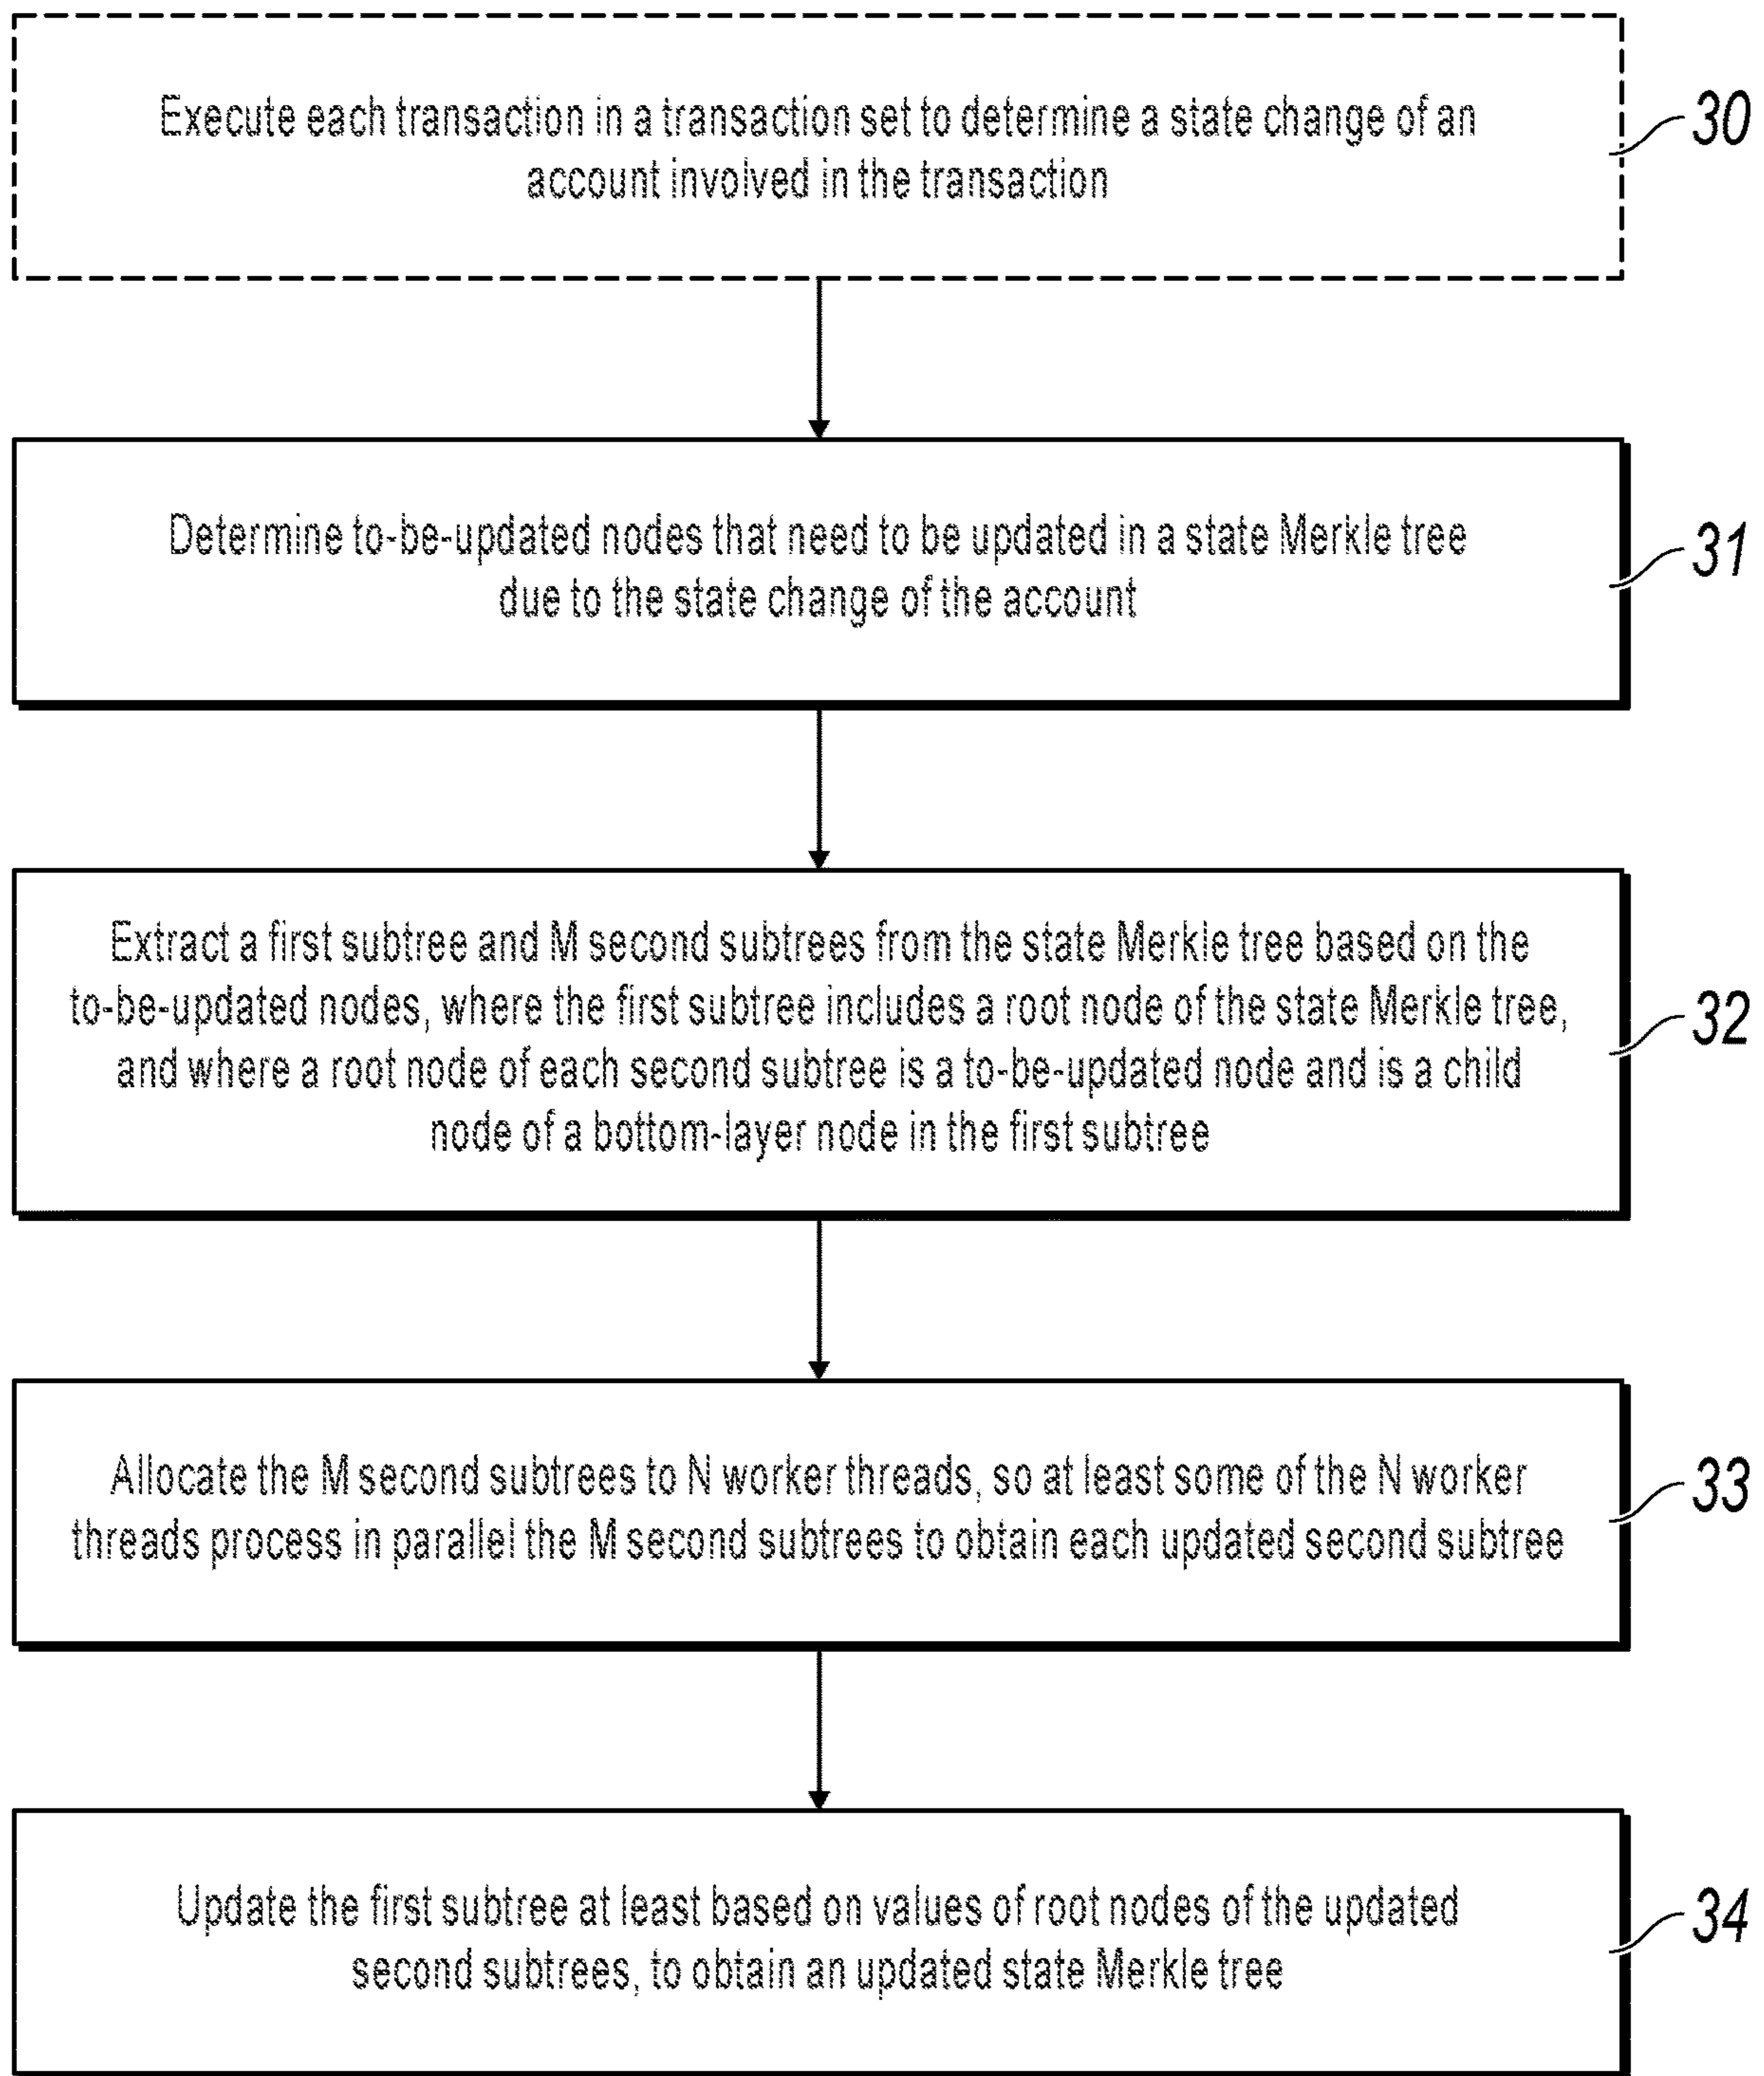 Execute each transaction in a transaction set to determine a state change of an
account involved in the transaction
30
Determine to-be-updated nodes that need to be updated in a state Merkle tree
due to the state change of the account
31
Extract a first subtree and M second subtrees from the state Merkle tree based on the
to-be-updated nodes, where the first subtree includes a root node of the state Merkle tree,
and where a root node of each second subtree is a to-be-updated node and is a child
node of a bottom-layer node in the first subtree
32
Allocate the M second subtrees to N worker threads, so at least some of the N worker
threads process in parallel the M second subtrees to obtain each updated second subtree
33
Update the first subtree at least based on values of root nodes of the updated
second subtrees, to obtain an updated state Merkle tree
34